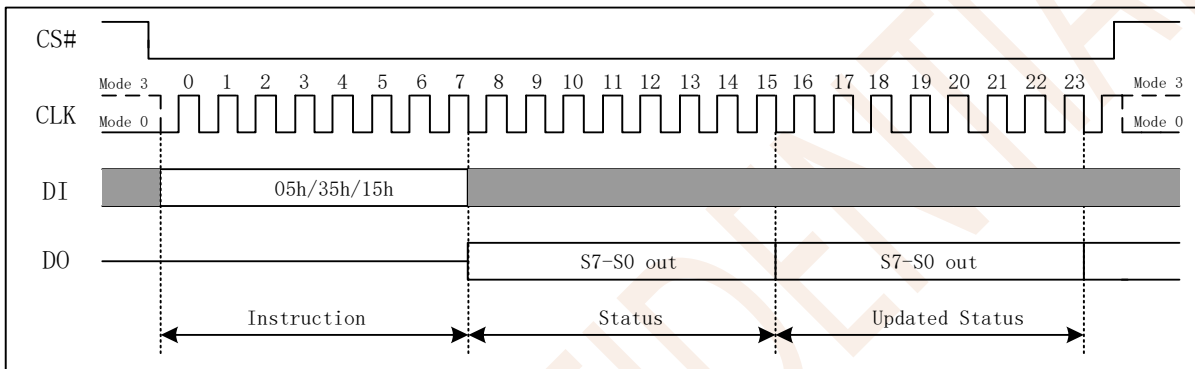 CS#
Mode 3 0 1 2 3 4 5 6 7 8 9 10 11 12 13 14 15 16 17 18 19 20 21 22 23 Mode 3
CLK
Mode 0 Mode 0
DI 05h/35h/15h
DO S7-S0 out S7-S0 out
Instruction Status Updated Status